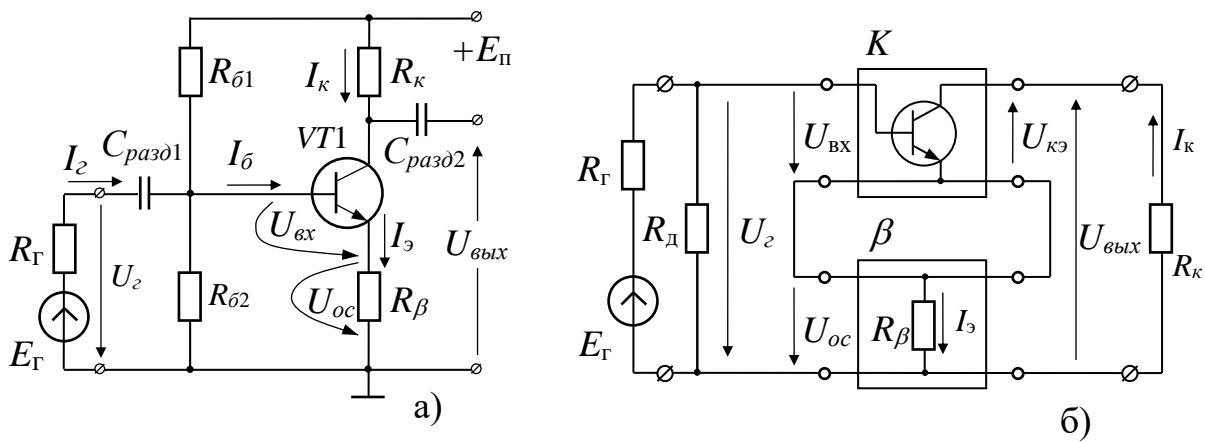 +Eп
Rб1
Iк
Rк
Cразд1
VT1
Cразд2
Iг
Iб
Uвх
Iэ
Uвых
Rг
Uг
Rб2
Uос
Rβ
Eг
а)
K
Uвх
Uкэ
Iк
Rг
Rд
Uг
β
Uвых
Rк
Uос
Rβ
Iэ
Eг
б)